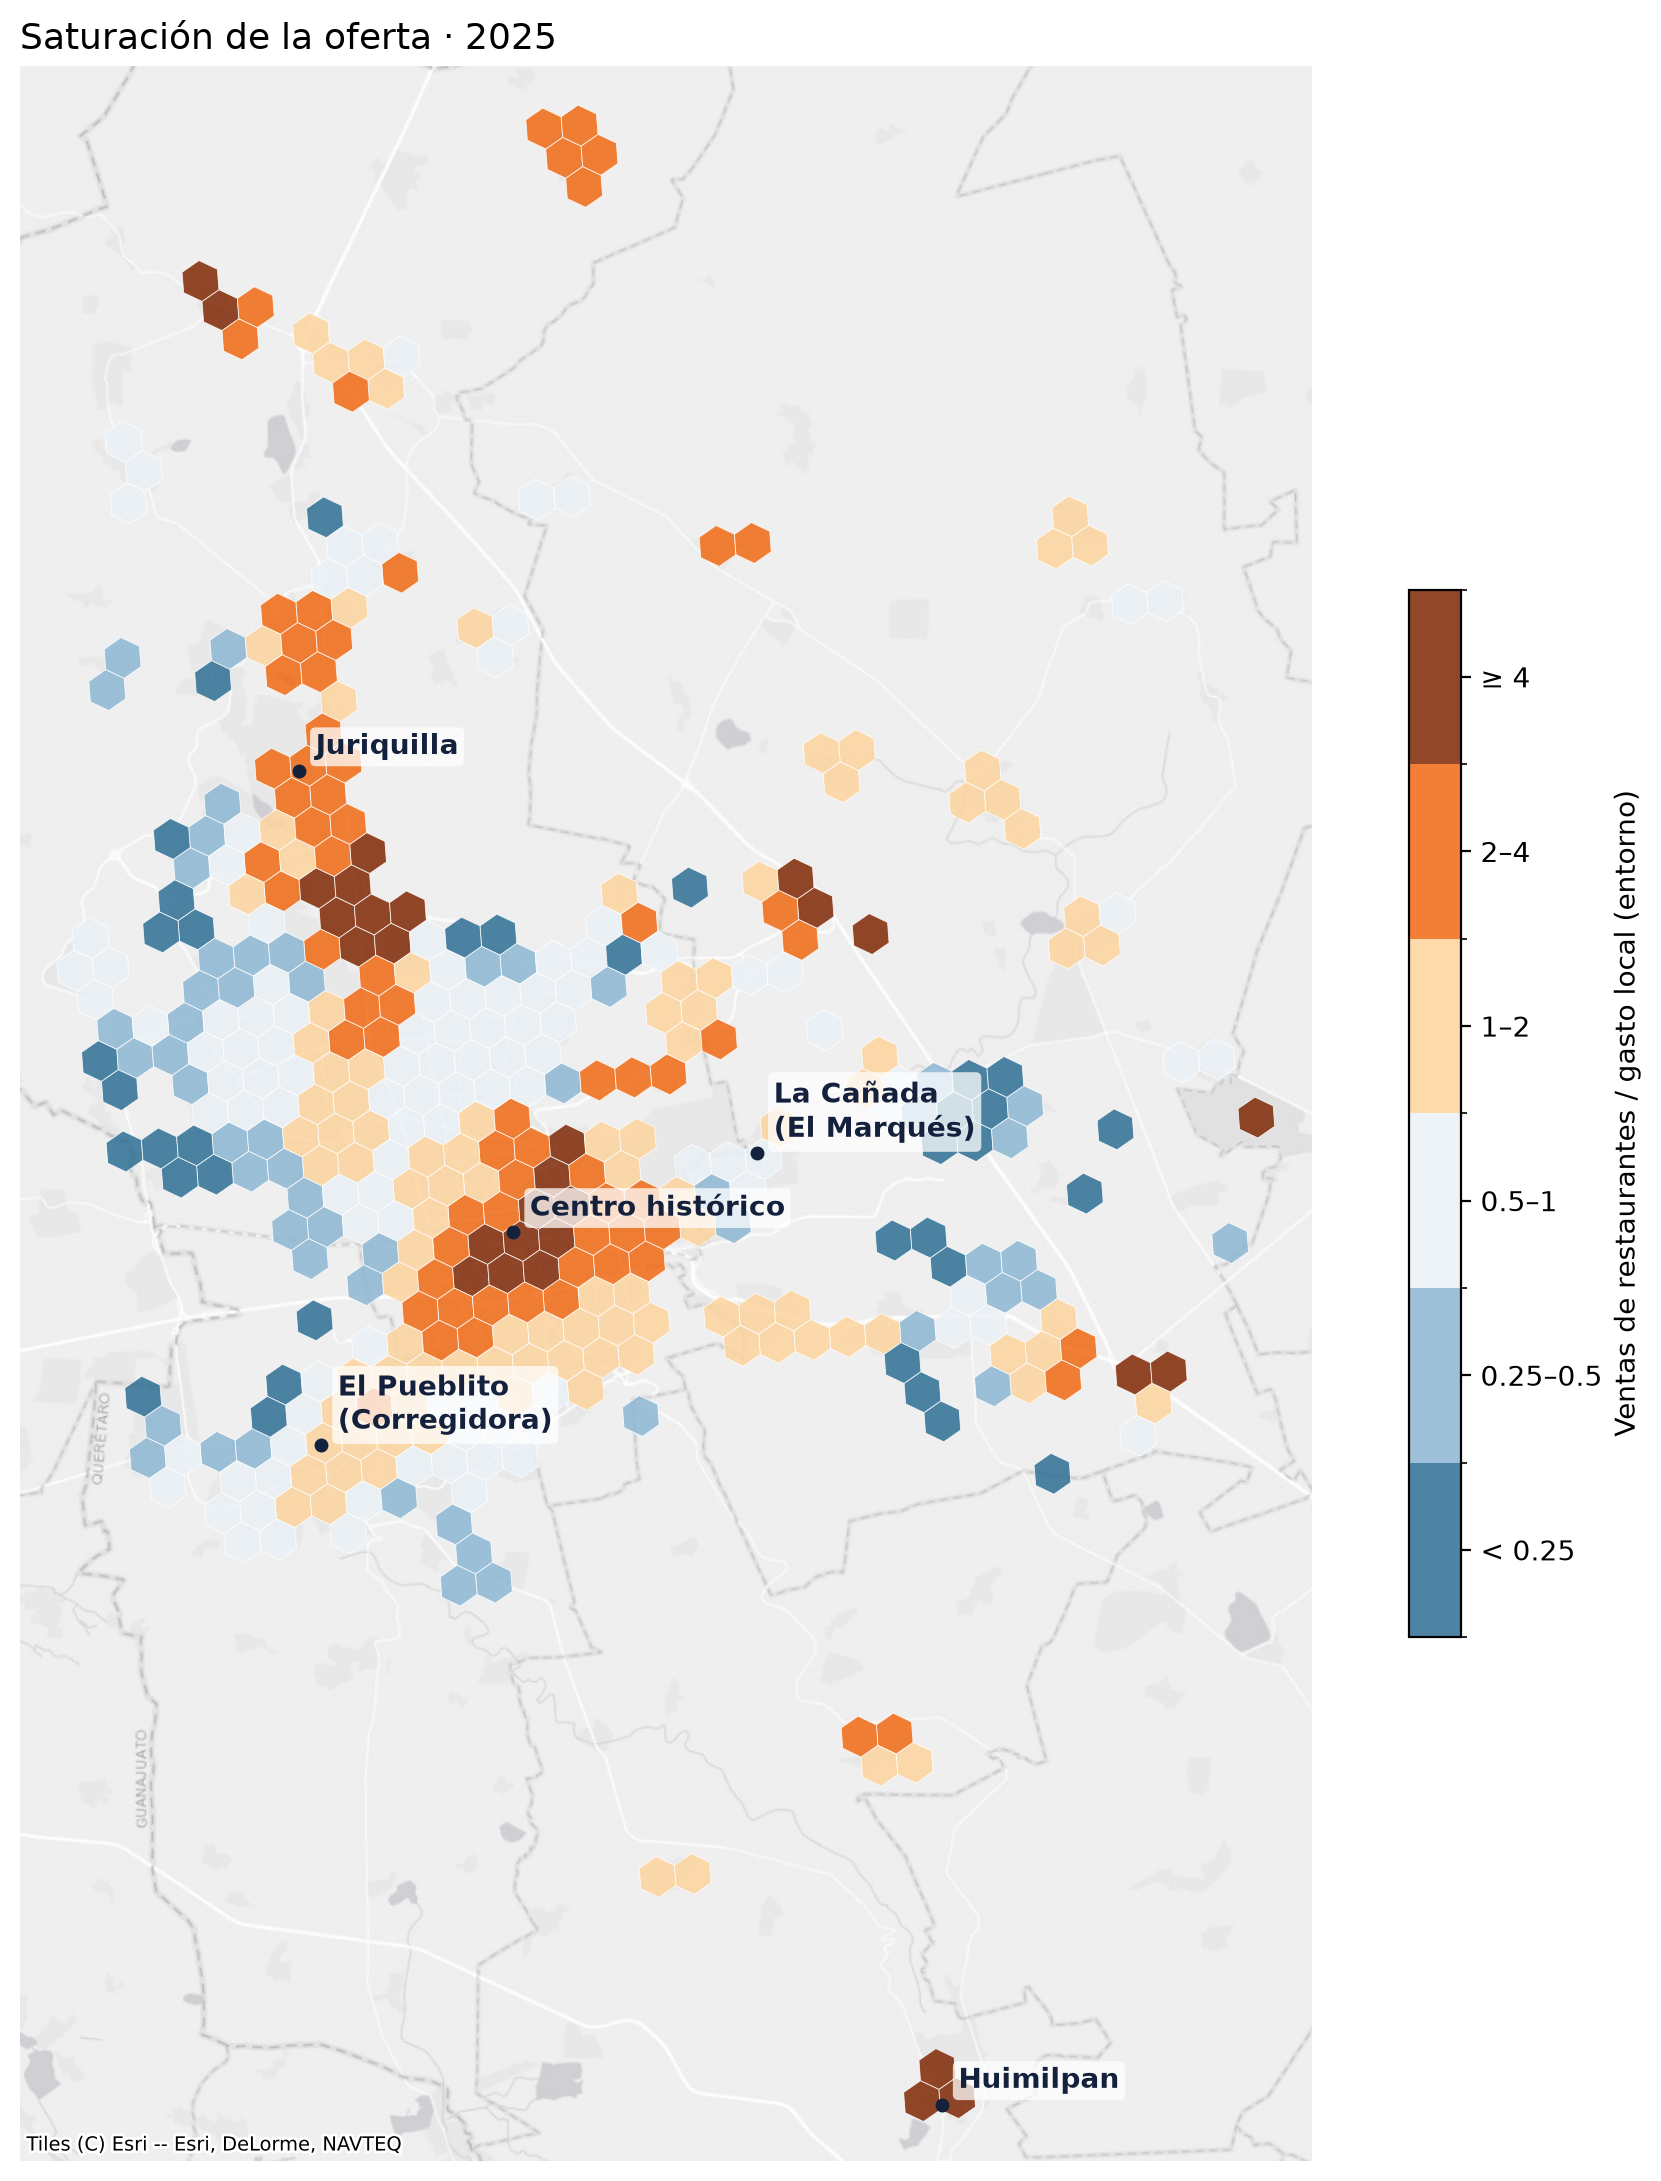 Saturación de la oferta · 2025
Juriquilla
La Cañada
(El Marqués)
Centro histórico
El Pueblito
(Corregidora)
Huimilpan
QUERÉTARO
GUANAJUATO
Tiles (C) Esri -- Esri, DeLorme, NAVTEQ
≥ 4
2–4
1–2
0.5–1
0.25–0.5
< 0.25
Ventas de restaurantes / gasto local (entorno)